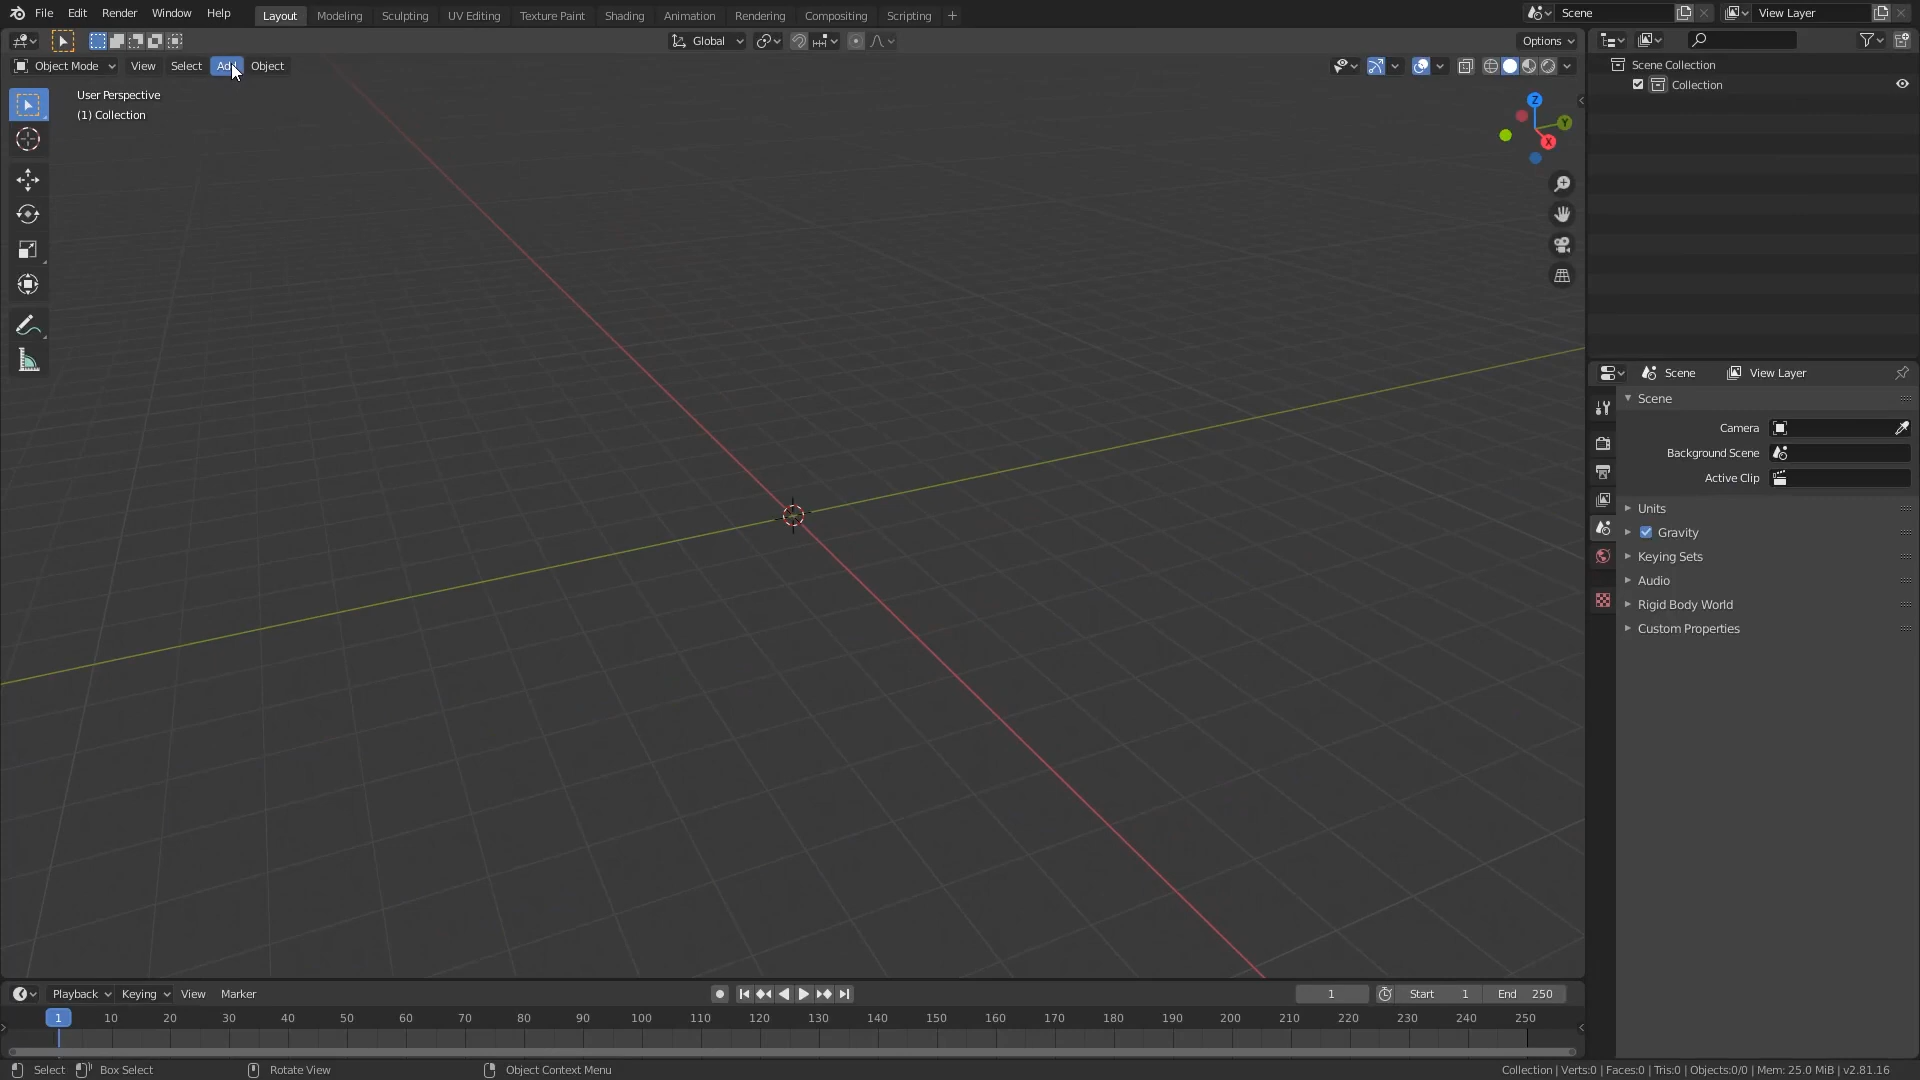 File Edit Render Window Help Layout Modeling Sculpting UV Editing Texture Paint Shading Animation Rendering Compositing Scripting + Scene View Layer
Global Options
Object Mode View Select Add Object
User Perspective
(1) Collection
Z
Y
X
Scene Collection
Collection
Scene View Layer
Scene
Camera
Background Scene
Active Clip
Units
Gravity
Keying Sets
Audio
Rigid Body World
Custom Properties
Playback Keying View Marker 1 Start 1 End 250
1 10 20 30 40 50 60 70 80 90 100 110 120 130 140 150 160 170 180 190 200 210 220 230 240 250
Select Box Select Rotate View Object Context Menu Collection | Verts:0 | Faces:0 | Tris:0 | Objects:0/0 | Mem: 25.0 MiB | v2.81.16